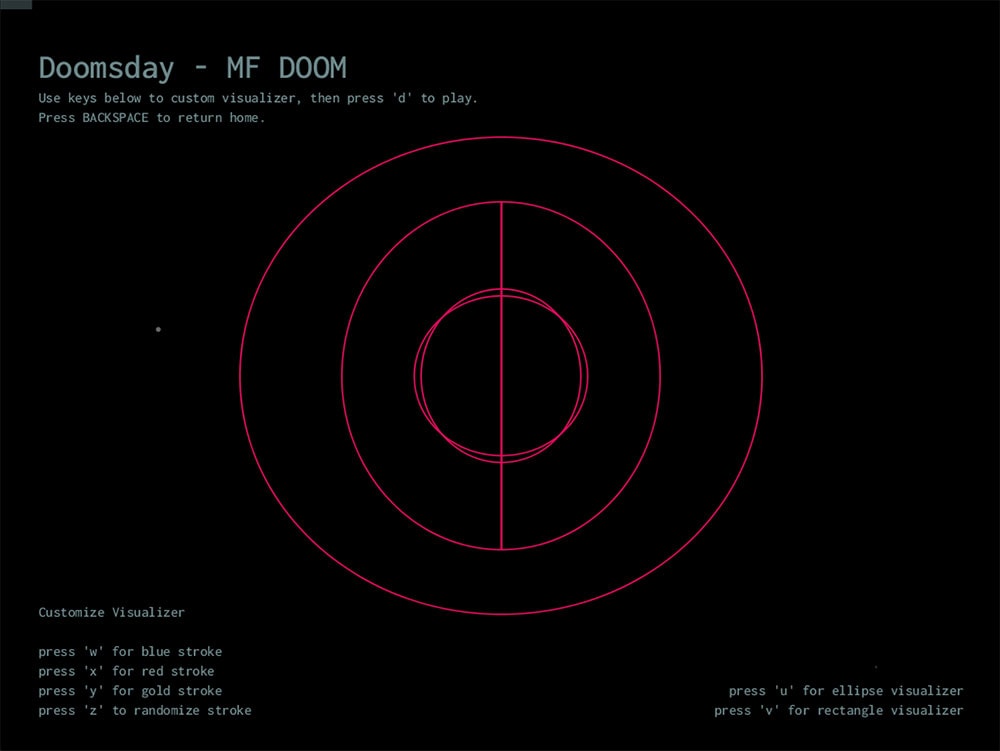 Doomsday - MF DOOM
Use keys below to custom visualizer, then press 'd' to play.
Press BACKSPACE to return home.
Customize Visualizer
press 'w' for blue stroke
press 'x' for red stroke
press 'y' for gold stroke
press 'z' to randomize stroke
press 'u' for ellipse visualizer
press 'v' for rectangle visualizer